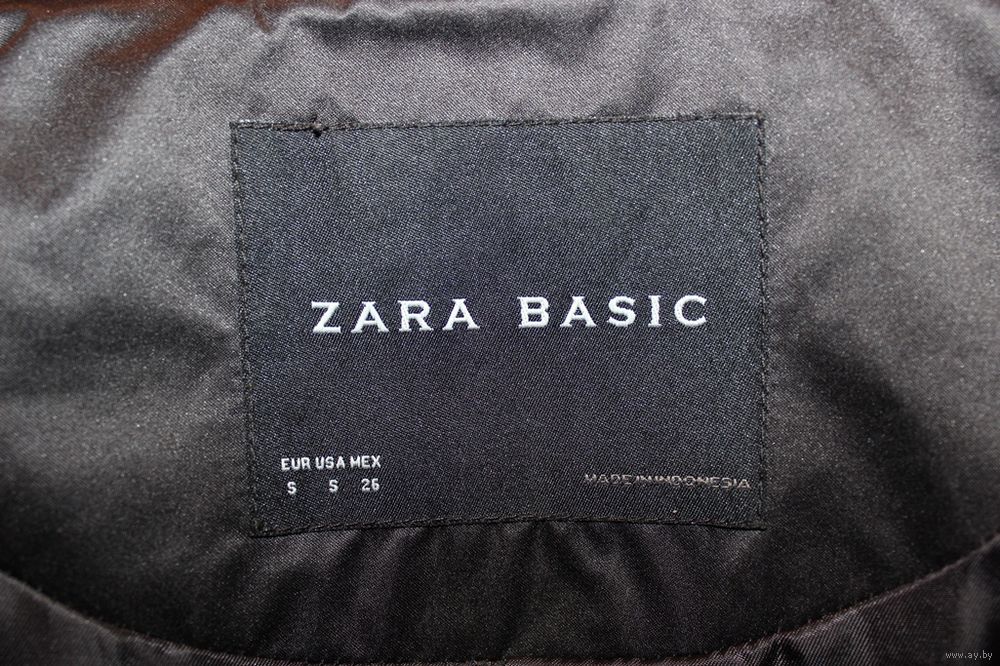 ZARA BASIC
EUR USA MEX
S S 26
MADE IN INDONESIA
www.ay.by